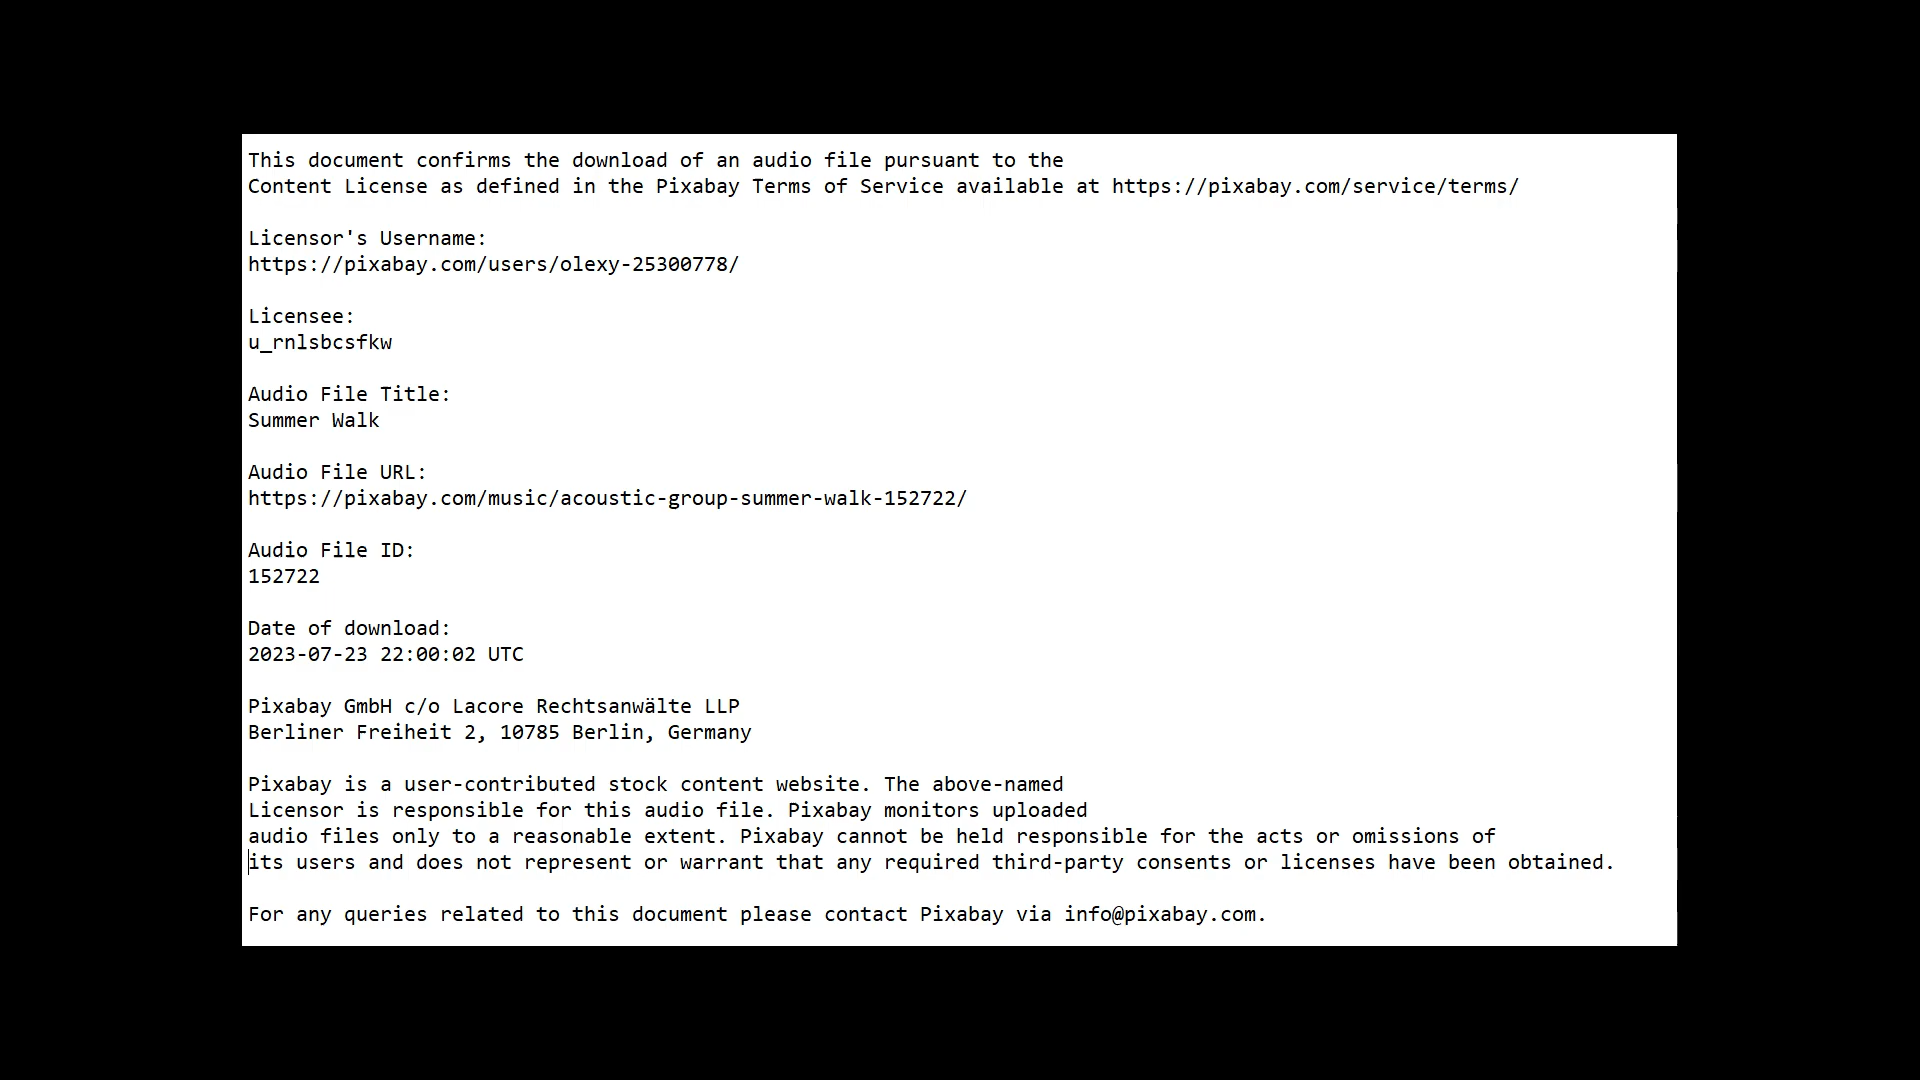 This document confirms the download of an audio file pursuant to the
Content License as defined in the Pixabay Terms of Service available at https://pixabay.com/service/terms/
Licensor's Username:
https://pixabay.com/users/olexy-25300778/
Licensee:
u_rnlsbcsfkw
Audio File Title:
Summer Walk
Audio File URL:
https://pixabay.com/music/acoustic-group-summer-walk-152722/
Audio File ID:
152722
Date of download:
2023-07-23 22:00:02 UTC
Pixabay GmbH c/o Lacore Rechtsanwälte LLP
Berliner Freiheit 2, 10785 Berlin, Germany
Pixabay is a user-contributed stock content website. The above-named
Licensor is responsible for this audio file. Pixabay monitors uploaded
audio files only to a reasonable extent. Pixabay cannot be held responsible for the acts or omissions of
its users and does not represent or warrant that any required third-party consents or licenses have been obtained.
For any queries related to this document please contact Pixabay via info@pixabay.com.